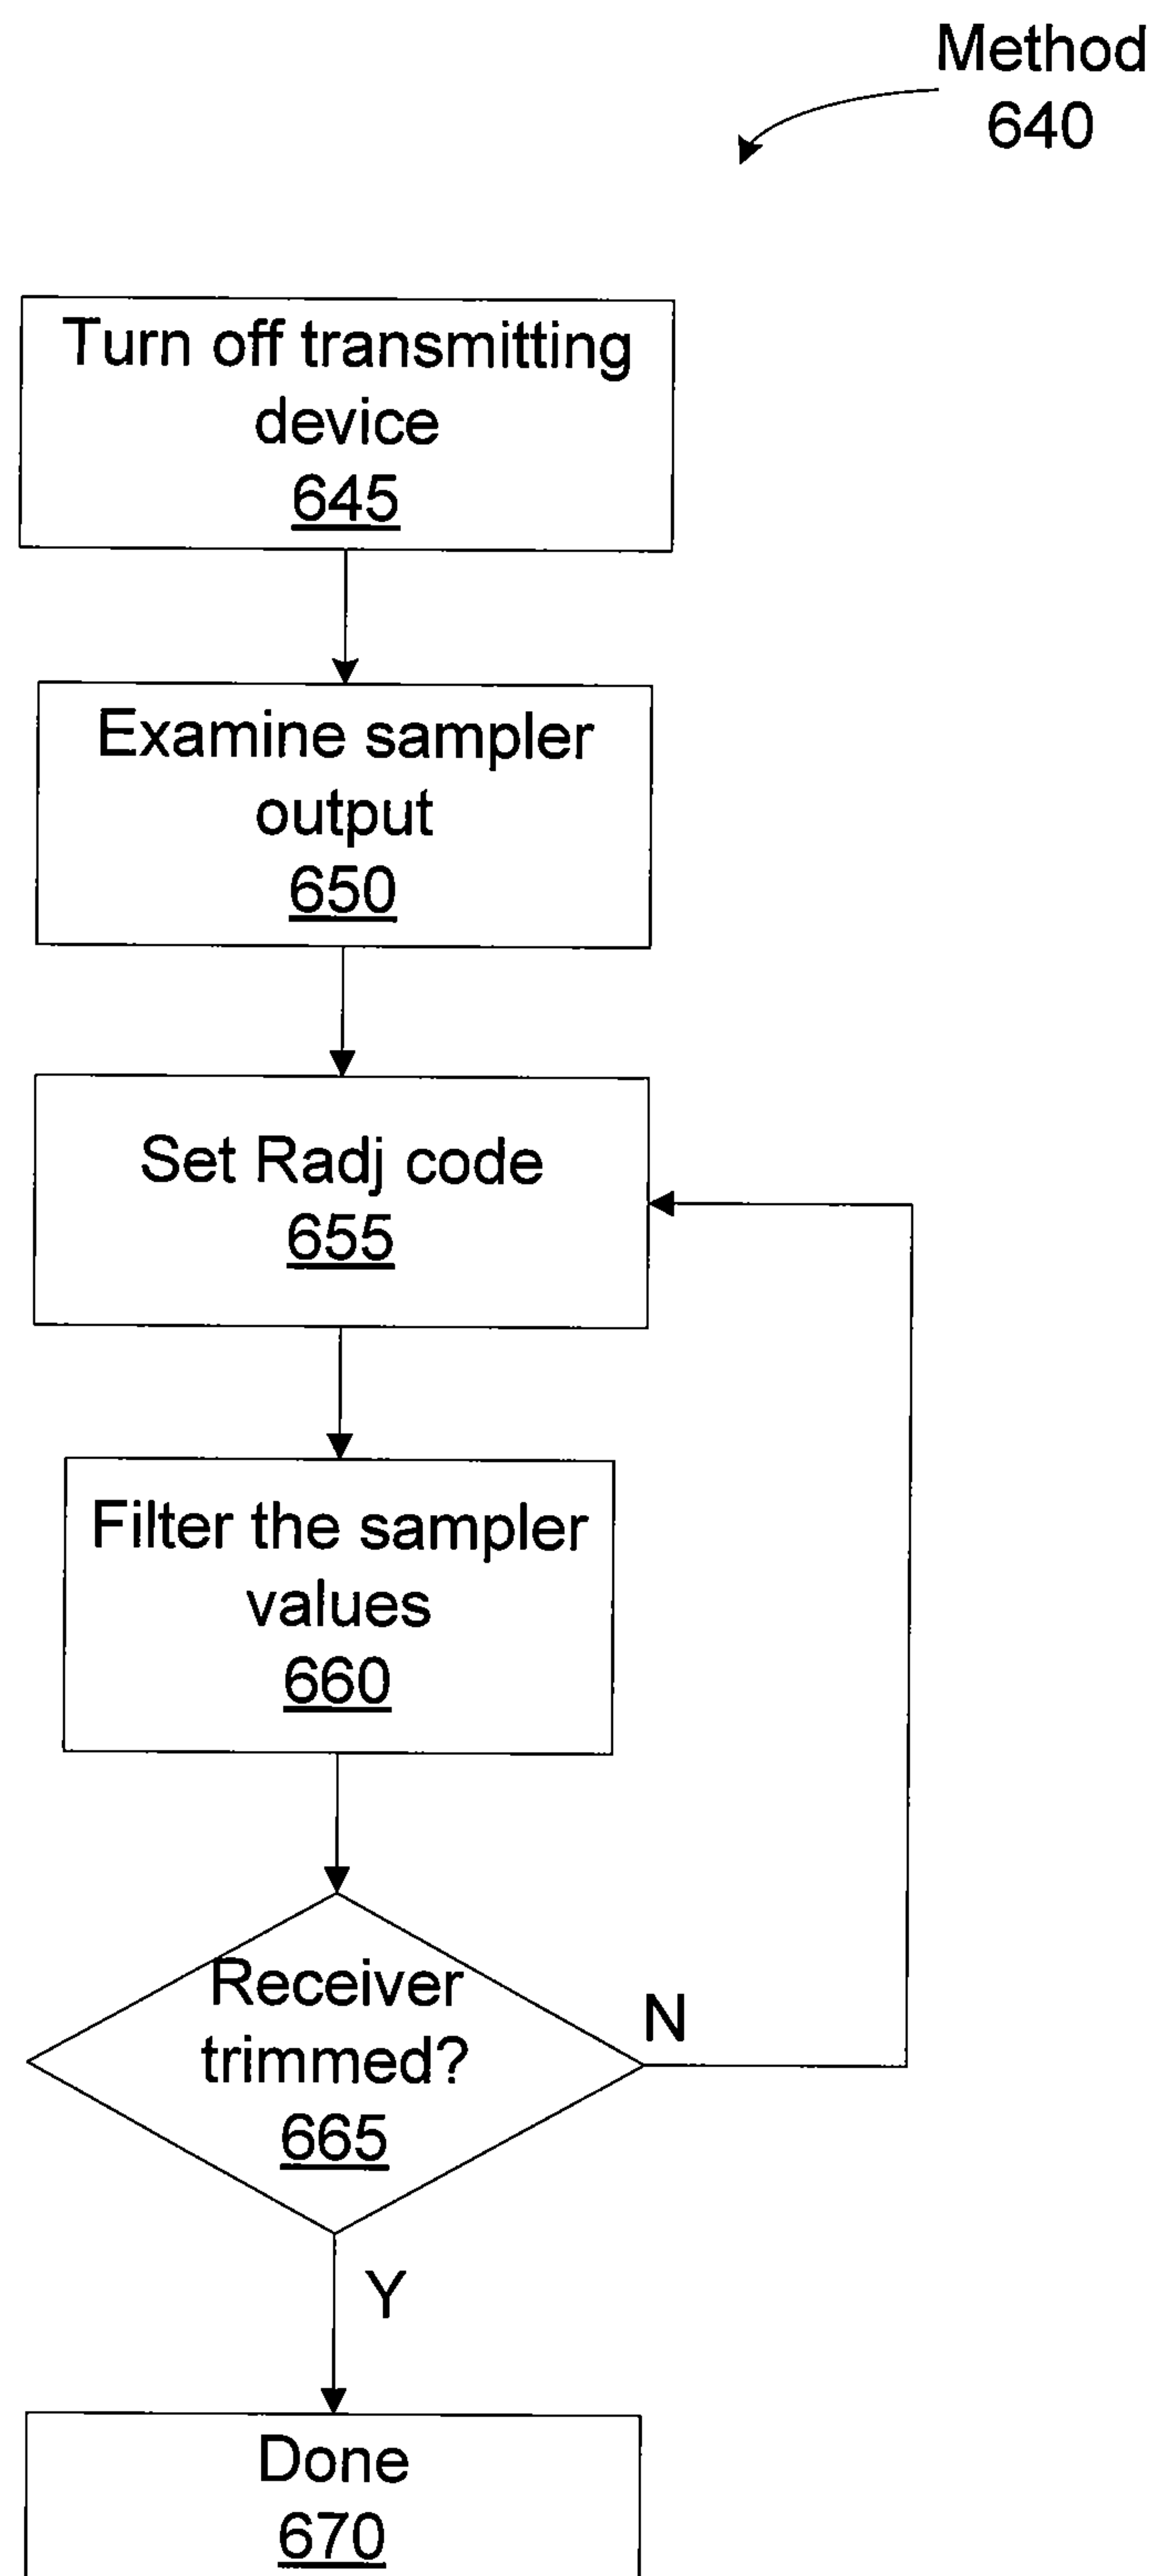 Method
640
Turn off transmitting
device
645
Examine sampler
output
650
Set Radj code
655
Filter the sampler
values
660
Receiver
trimmed?
665
N
Y
Done
670